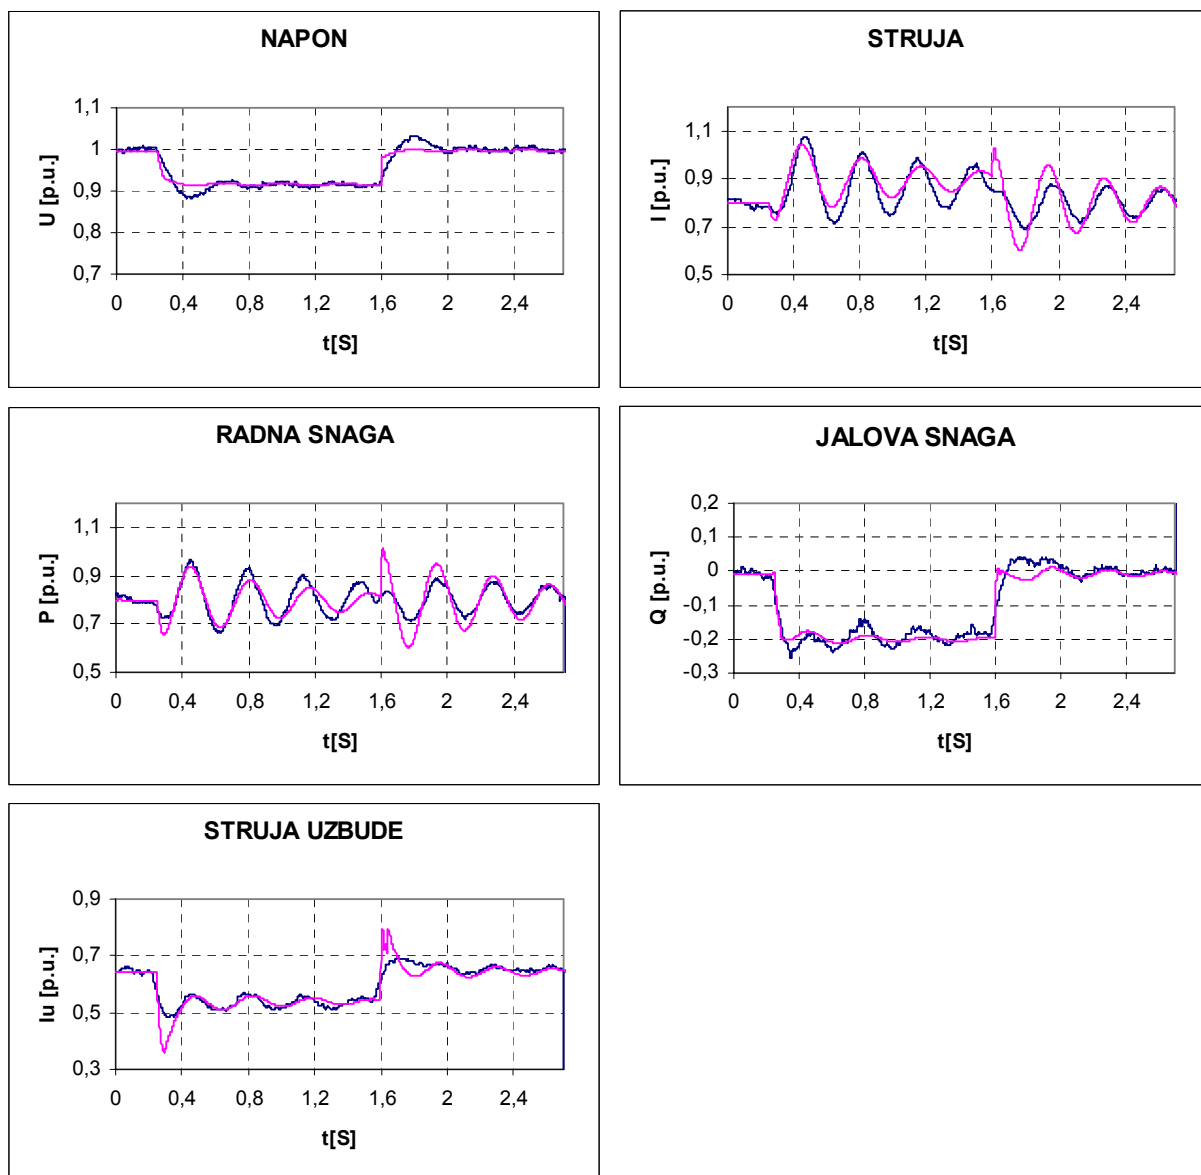 NAPON
U [p.u.]
1,1
1
0,9
0,8
0,7
0 0,4 0,8 1,2 1,6 2 2,4
t[S]
STRUJA
I [p.u.]
1,1
0,9
0,7
0,5
0 0,4 0,8 1,2 1,6 2 2,4
t[S]
RADNA SNAGA
P [p.u.]
1,1
0,9
0,7
0,5
0 0,4 0,8 1,2 1,6 2 2,4
t[S]
JALOVA SNAGA
Q [p.u.]
0,2
0,1
0
-0,1
-0,2
-0,3
0 0,4 0,8 1,2 1,6 2 2,4
t[S]
STRUJA UZBUDE
Iu [p.u.]
0,9
0,7
0,5
0,3
0 0,4 0,8 1,2 1,6 2 2,4
t[S]